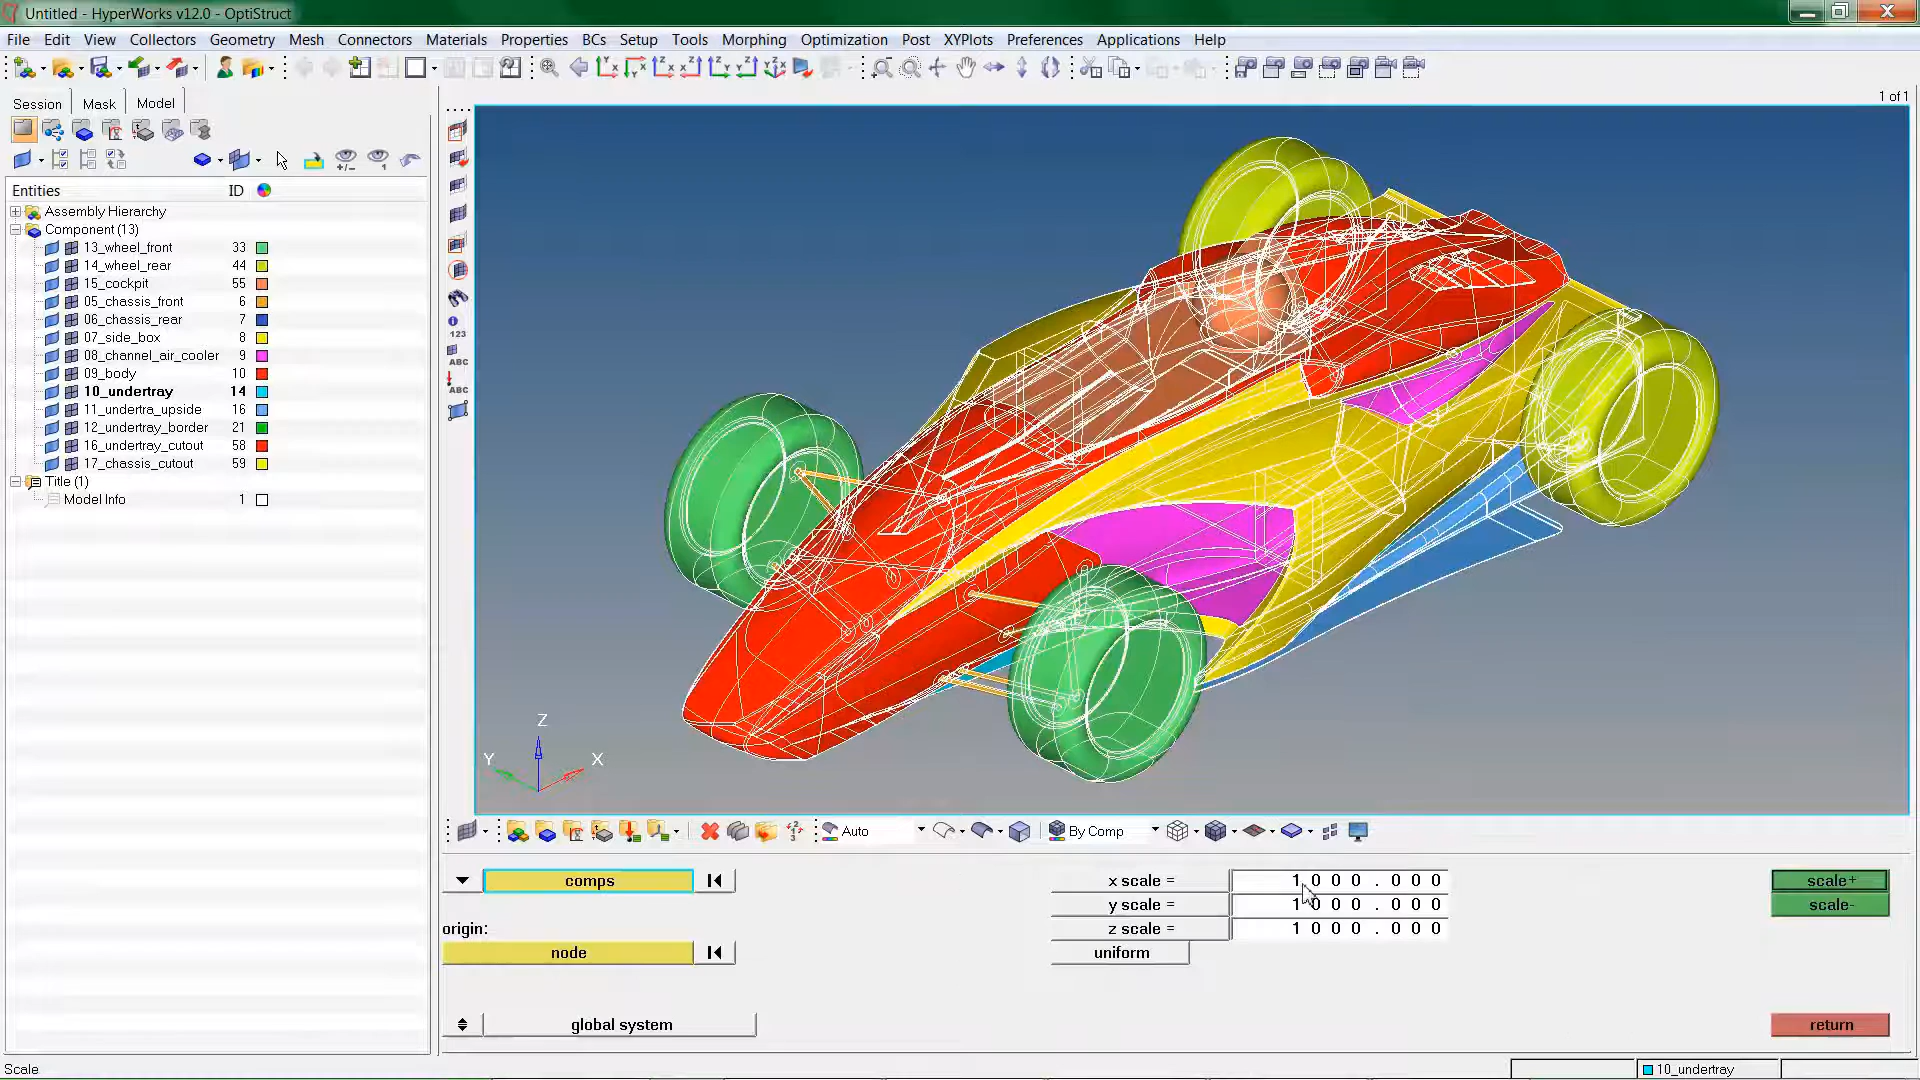 Untitled - HyperWorks v12.0 - OptiStruct
File Edit View Collectors Geometry Mesh Connectors Materials Properties BCs Setup Tools Morphing Optimization Post XYPlots Preferences Applications Help
Session Mask Model
1 of 1
Entities ID
Assembly Hierarchy
Component (13)
13_wheel_front 33
14_wheel_rear 44
15_cockpit 55
05_chassis_front 6
06_chassis_rear 7
07_side_box 8
08_channel_air_cooler 9
09_body 10
10_undertray 14
11_undertra_upside 16
12_undertray_border 21
16_undertray_cutout 58
17_chassis_cutout 59
Title (1)
Model Info 1
123
ABC
ABC
Z
Y
X
Auto
By Comp
comps
x scale = 1000.000
scale+
y scale = 1000.000
scale-
origin:
z scale = 1000.000
node
uniform
global system
return
Scale
10_undertray